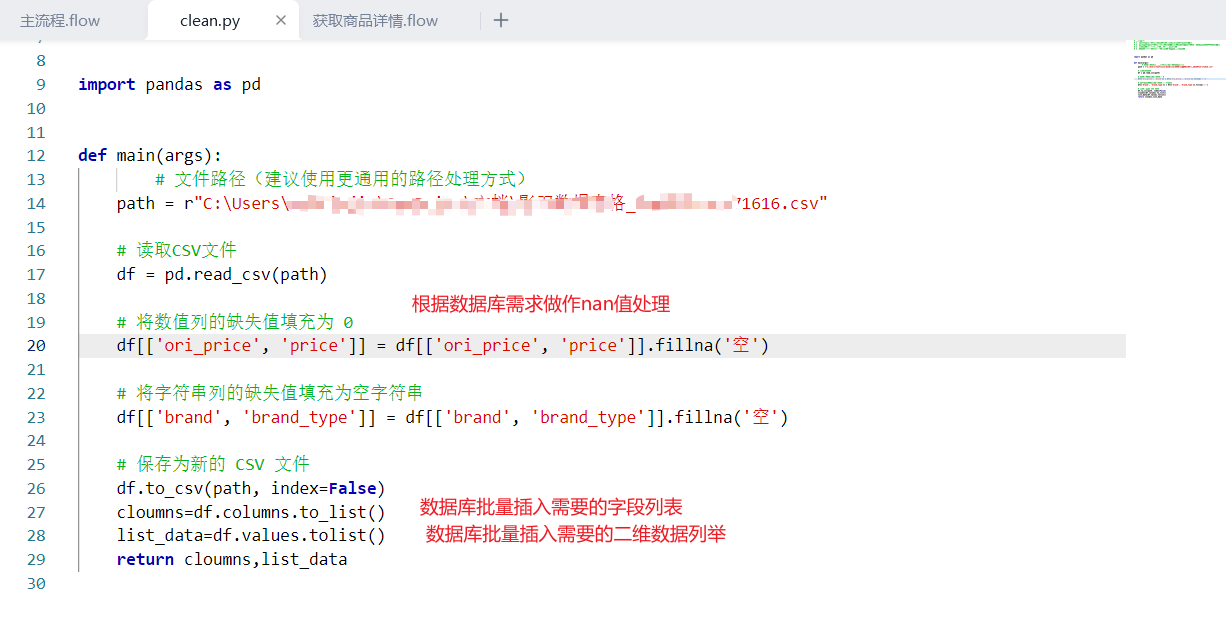 主流程.flow clean.py × 获取商品详情.flow +
8
9 import pandas as pd
10
11
12 def main(args):
13 # 文件路径（建议使用更通用的路径处理方式）
14 path = r"C:\Users\ 71616.csv"
15
16 # 读取CSV文件
17 df = pd.read_csv(path)
18
根据数据库需求做作nan值处理
19 # 将数值列的缺失值填充为 0
20 df[['ori_price', 'price']] = df[['ori_price', 'price']].fillna('空')
21
22 # 将字符串列的缺失值填充为空字符串
23 df[['brand', 'brand_type']] = df[['brand', 'brand_type']].fillna('空')
24
25 # 保存为新的 CSV 文件
26 df.to_csv(path, index=False)
27 cloumns=df.columns.to_list() 数据库批量插入需要的字段列表
28 list_data=df.values.tolist() 数据库批量插入需要的二维数据列举
29 return cloumns,list_data
30